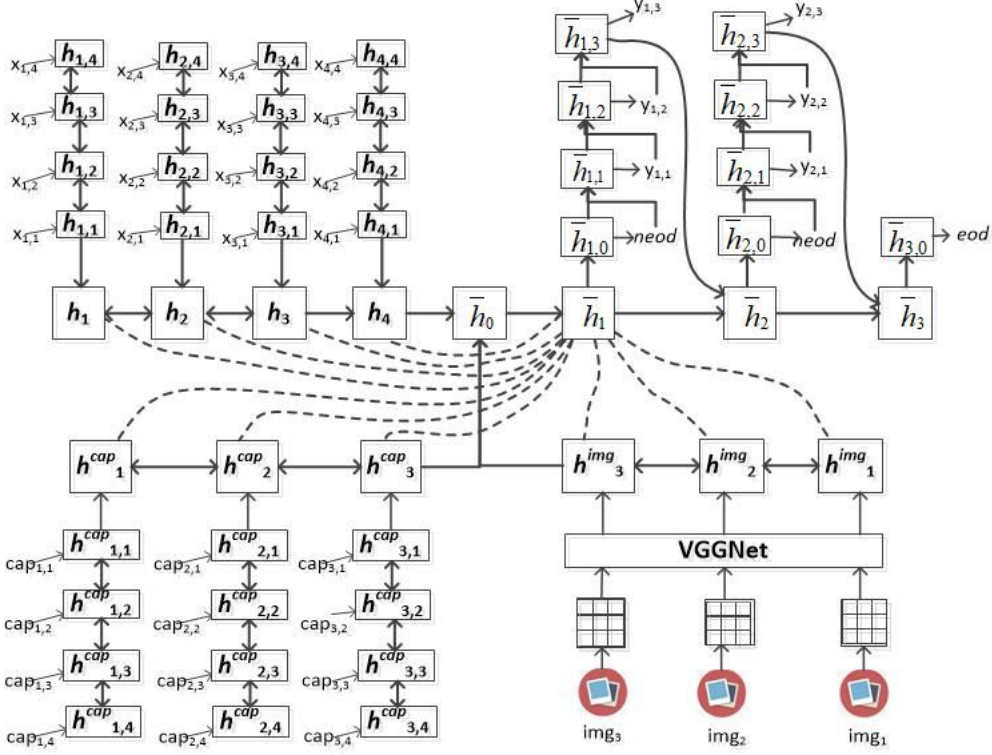 x1,4 h1,4 x2,4 h2,4 x3,4 h3,4 x4,4 h4,4
x1,3 h1,3 x2,3 h2,3 x3,3 h3,3 x4,3 h4,3
x1,2 h1,2 x2,2 h2,2 x3,2 h3,2 x4,2 h4,2
x1,1 h1,1 x2,1 h2,1 x3,1 h3,1 x4,1 h4,1
h̅1,3 y1,3 h̅2,3 y2,3
h̅1,2 y1,2 h̅2,2 y2,2
h̅1,1 y1,1 h̅2,1 y2,1
h̅1,0 neod h̅2,0 neod h̅3,0 eod
h1 h2 h3 h4 h̅0 h̅1 h̅2 h̅3
hcap1 hcap2 hcap3 himg3 himg2 himg1
cap1,1 hcap1,1 cap2,1 hcap2,1 cap3,1 hcap3,1
cap1,2 hcap1,2 cap2,2 hcap2,2 cap3,2 hcap3,2
cap1,3 hcap1,3 cap2,3 hcap2,3 cap3,3 hcap3,3
cap1,4 hcap1,4 cap2,4 hcap2,4 cap3,4 hcap3,4
VGGNet
img3 img2 img1